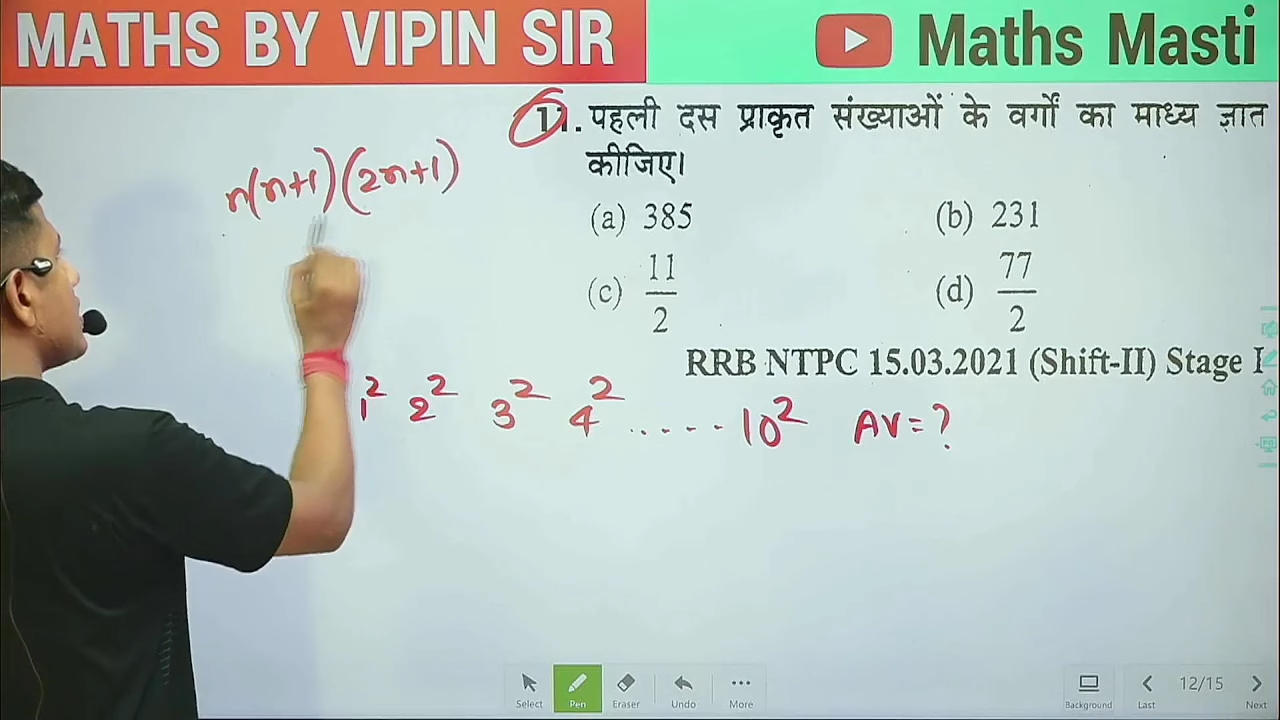 MATHS BY VIPIN SIR
Maths Masti
11. पहली दस प्राकृत संख्याओं के वर्गों का माध्य ज्ञात
कीजिए।
n(n+1)(2n+1)
(a) 385 (b) 231
(c) 11/2 (d) 77/2
RRB NTPC 15.03.2021 (Shift-II) Stage I
1² 2² 3² 4² ..... 10² AV=?
Select Pen Eraser Undo More Background Last 12/15 Next